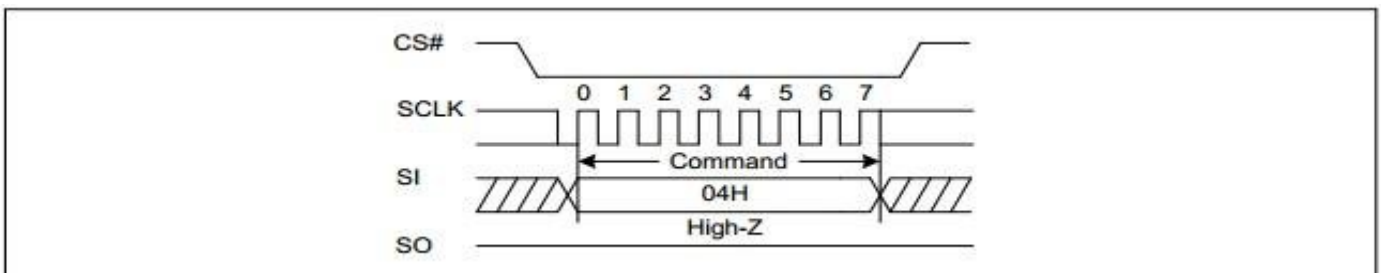 CS#
0 1 2 3 4 5 6 7
SCLK
Command
SI
04H
High-Z
SO